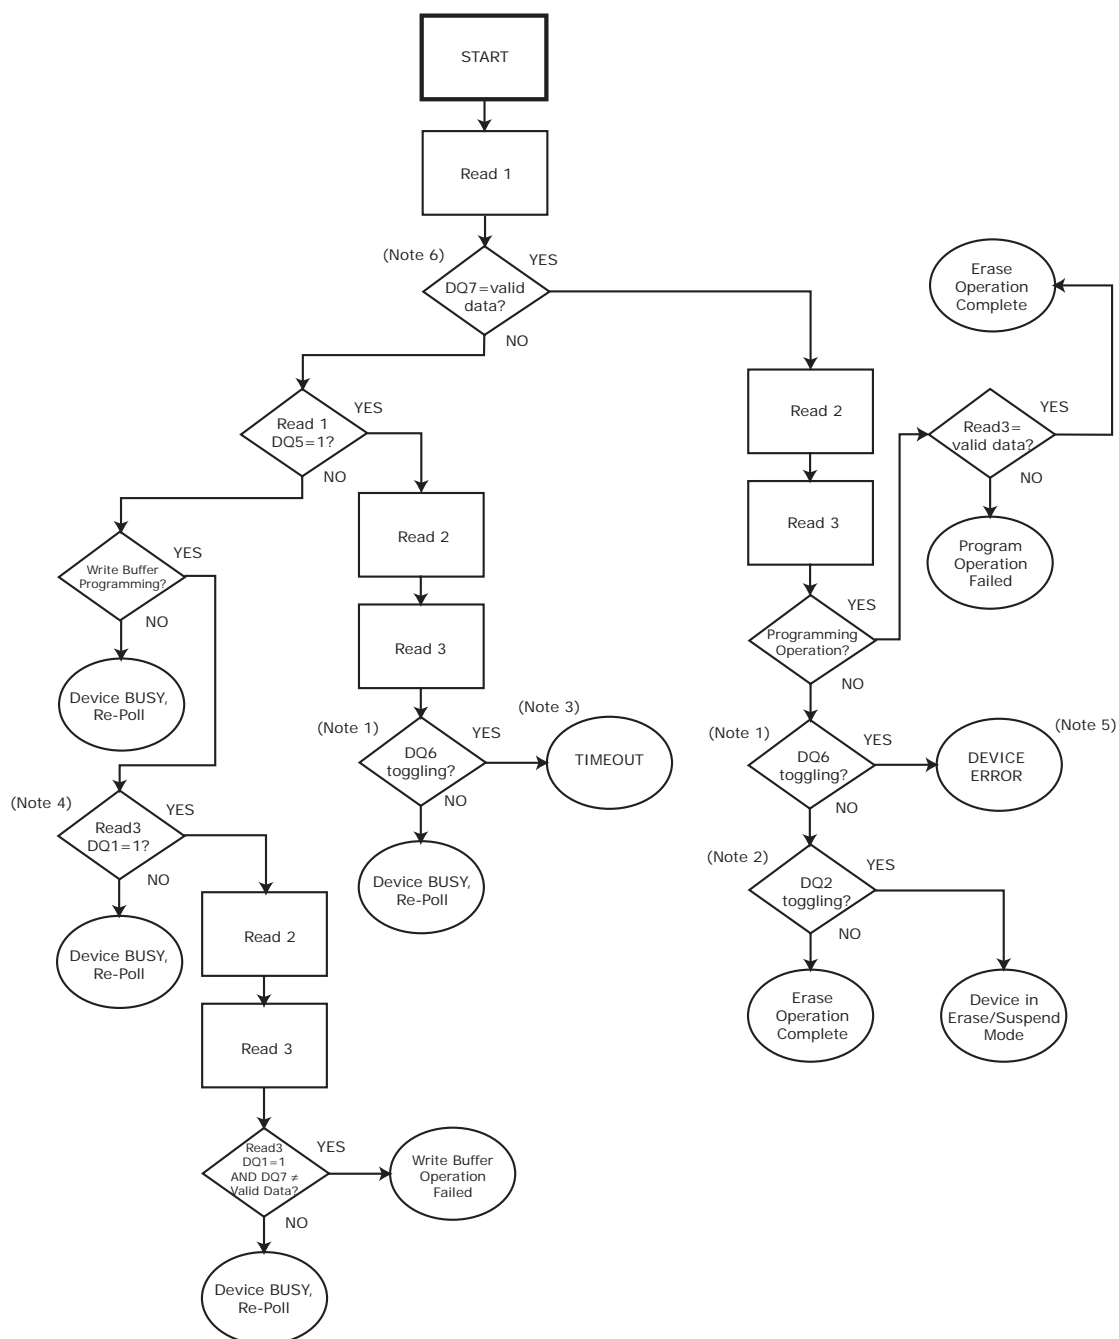 START
Read 1
(Note 6)
YES
DQ7=valid
data?
NO
Erase
Operation
Complete
Read 1
DQ5=1?
YES
NO
Read 2
Read3=
valid data?
YES
NO
Write Buffer
Programming?
YES
NO
Read 2
Read 3
Program
Operation
Failed
Device BUSY,
Re-Poll
Read 3
Programming
Operation?
YES
NO
(Note 1)
DQ6
toggling?
YES
NO
(Note 3)
TIMEOUT
(Note 1)
DQ6
toggling?
YES
NO
DEVICE
ERROR
(Note 5)
(Note 4)
Read3
DQ1=1?
YES
NO
Device BUSY,
Re-Poll
(Note 2)
DQ2
toggling?
YES
NO
Device BUSY,
Re-Poll
Read 2
Read 3
Erase
Operation
Complete
Device in
Erase/Suspend
Mode
Read3
DQ1=1
AND DQ7 ≠
Valid Data?
YES
NO
Write Buffer
Operation
Failed
Device BUSY,
Re-Poll